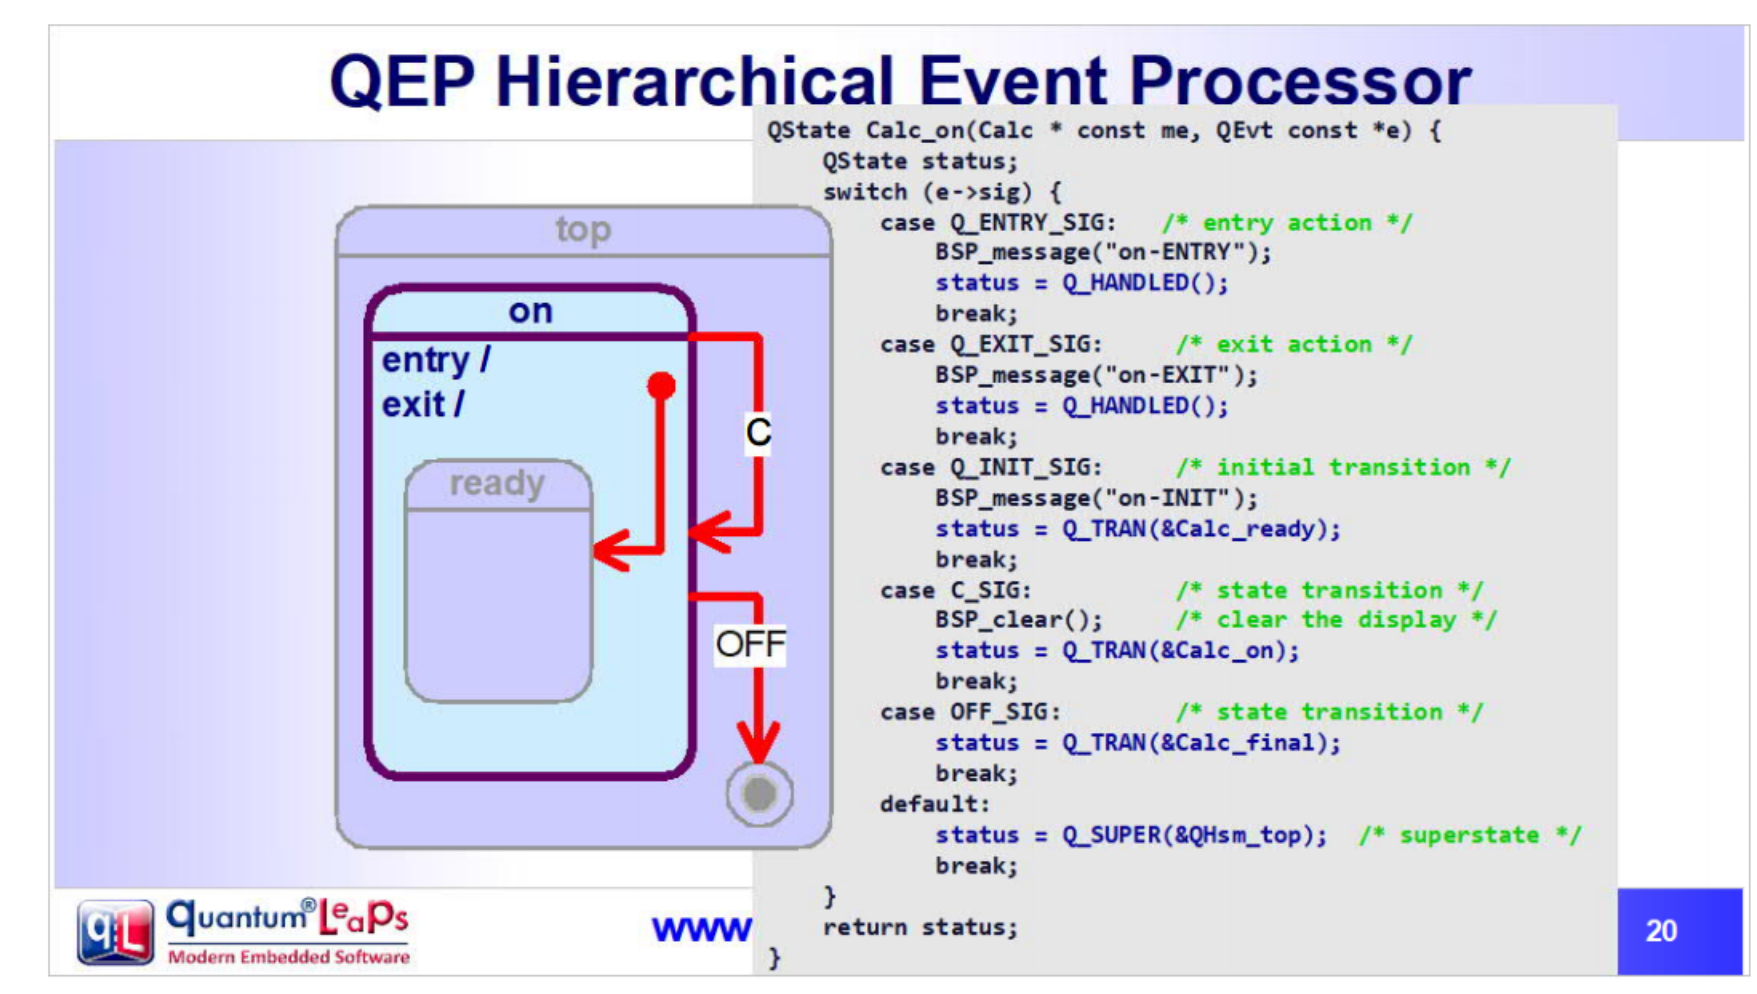 QEP Hierarchical Event Processor
top
on
entry /
exit /
C
ready
OFF
QState Calc_on(Calc * const me, QEvt const *e) {
    QState status;
    switch (e->sig) {
        case Q_ENTRY_SIG:   /* entry action */
            BSP_message("on-ENTRY");
            status = Q_HANDLED();
            break;
        case Q_EXIT_SIG:     /* exit action */
            BSP_message("on-EXIT");
            status = Q_HANDLED();
            break;
        case Q_INIT_SIG:     /* initial transition */
            BSP_message("on-INIT");
            status = Q_TRAN(&Calc_ready);
            break;
        case C_SIG:          /* state transition */
            BSP_clear();     /* clear the display */
            status = Q_TRAN(&Calc_on);
            break;
        case OFF_SIG:        /* state transition */
            status = Q_TRAN(&Calc_final);
            break;
        default:
            status = Q_SUPER(&QHsm_top);  /* superstate */
            break;
    }
    return status;
}
qL
Quantum® LeaPs
Modern Embedded Software
www
20